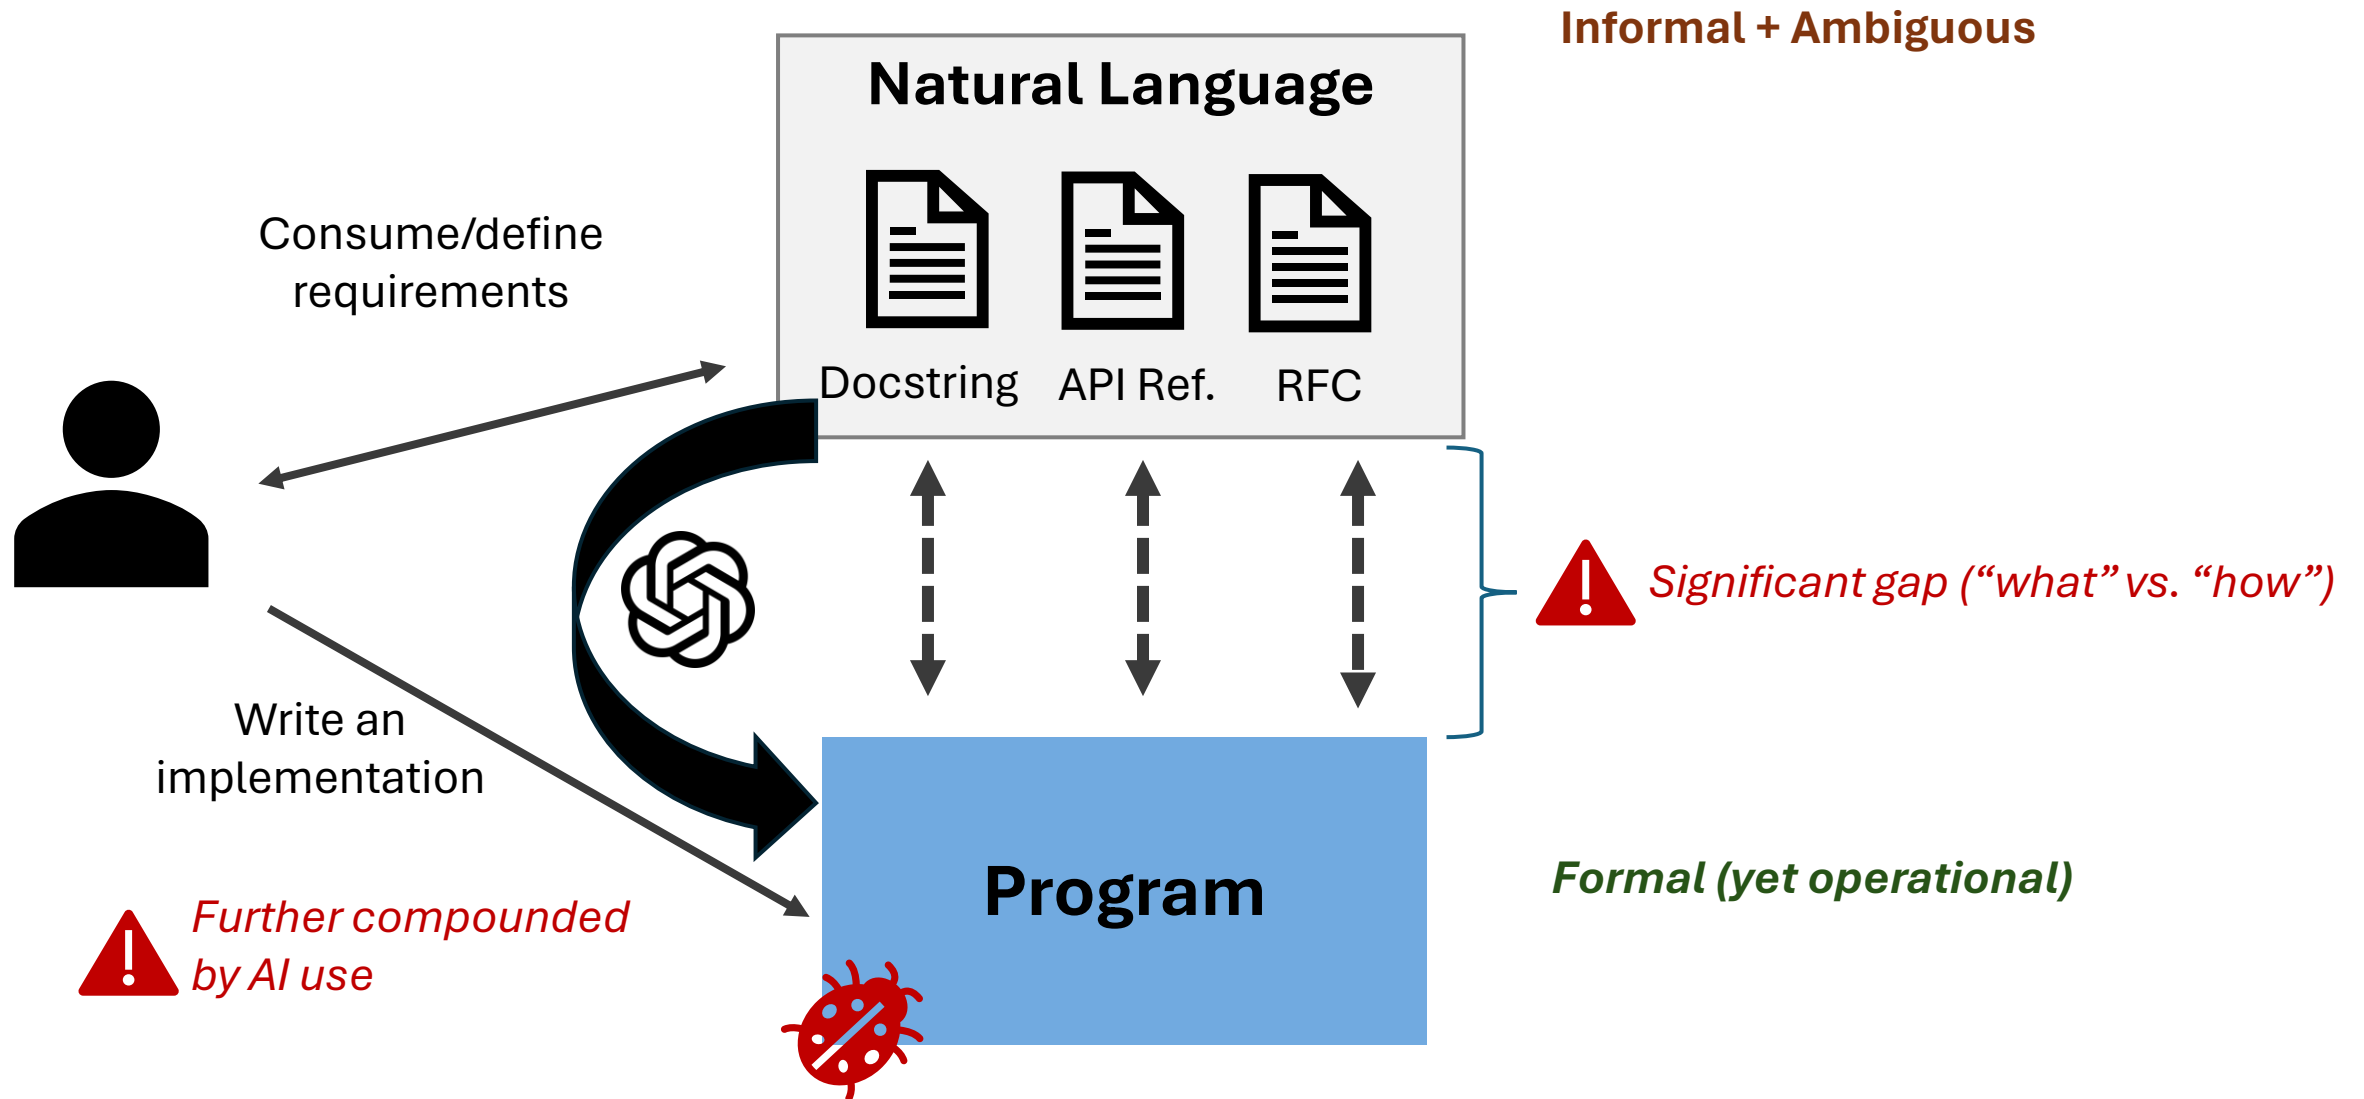 Informal + Ambiguous
Natural Language
Consume/define
requirements
Docstring
API Ref.
RFC
Significant gap (“what” vs. “how”)
Write an
implementation
Program
Formal (yet operational)
Further compounded
by AI use